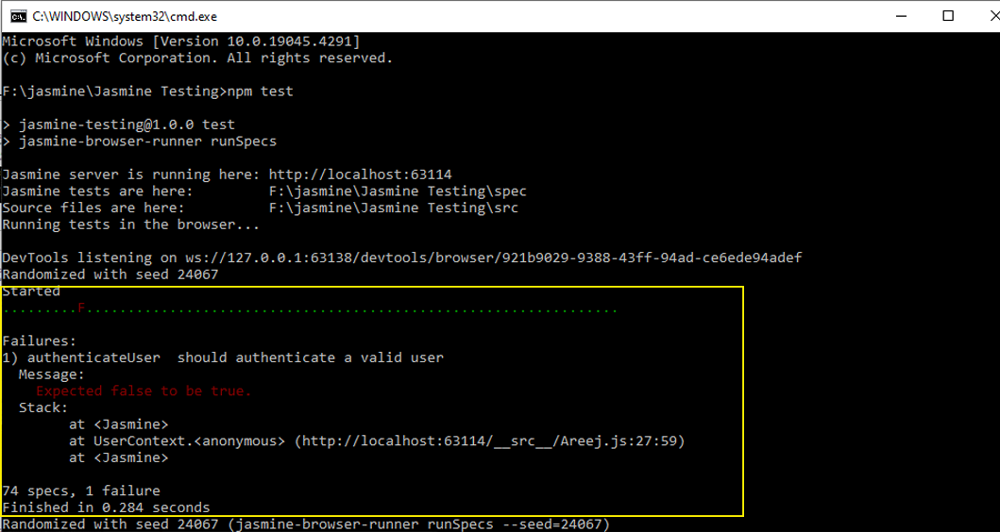 C:\WINDOWS\system32\cmd.exe
Microsoft Windows [Version 10.0.19045.4291]
(c) Microsoft Corporation. All rights reserved.
F:\jasmine\Jasmine Testing>npm test
> jasmine-testing@1.0.0 test
> jasmine-browser-runner runSpecs
Jasmine server is running here: http://localhost:63114
Jasmine tests are here:         F:\jasmine\Jasmine Testing\spec
Source files are here:          F:\jasmine\Jasmine Testing\src
Running tests in the browser...
DevTools listening on ws://127.0.0.1:63138/devtools/browser/921b9029-9388-43ff-94ad-ce6ede94adef
Randomized with seed 24067
Started
.........F................................................................
Failures:
1) authenticateUser  should authenticate a valid user
  Message:
    Expected false to be true.
  Stack:
        at <Jasmine>
        at UserContext.<anonymous> (http://localhost:63114/__src__/Areej.js:27:59)
        at <Jasmine>
74 specs, 1 failure
Finished in 0.284 seconds
Randomized with seed 24067 (jasmine-browser-runner runSpecs --seed=24067)